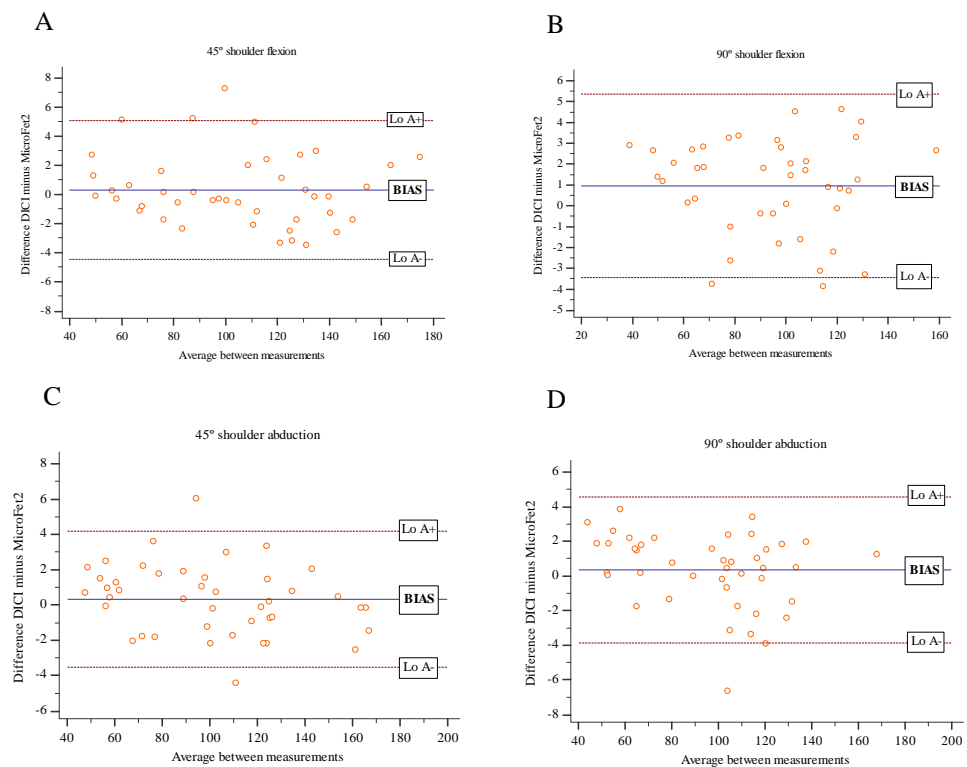 A
45º shoulder flexion
Difference DICI minus MicroFet2
8
6
4
2
0
-2
-4
-6
-8
Lo A+
BIAS
Lo A-
40 60 80 100 120 140 160 180
Average between measurements
B
90º shoulder flexion
Difference DICI minus MicroFet2
6
5
4
3
2
1
0
-1
-2
-3
-4
-5
Lo A+
BIAS
Lo A-
20 40 60 80 100 120 140 160
Average between measurements
C
45º shoulder abduction
Difference DICI minus MicroFet2
8
6
4
2
0
-2
-4
-6
Lo A+
BIAS
Lo A-
40 60 80 100 120 140 160 180
Average between measurements
D
90º shoulder abduction
Difference DICI minus MicroFet2
6
4
2
0
-2
-4
-6
-8
Lo A+
BIAS
Lo A-
40 60 80 100 120 140 160 180 200
Average between measurements